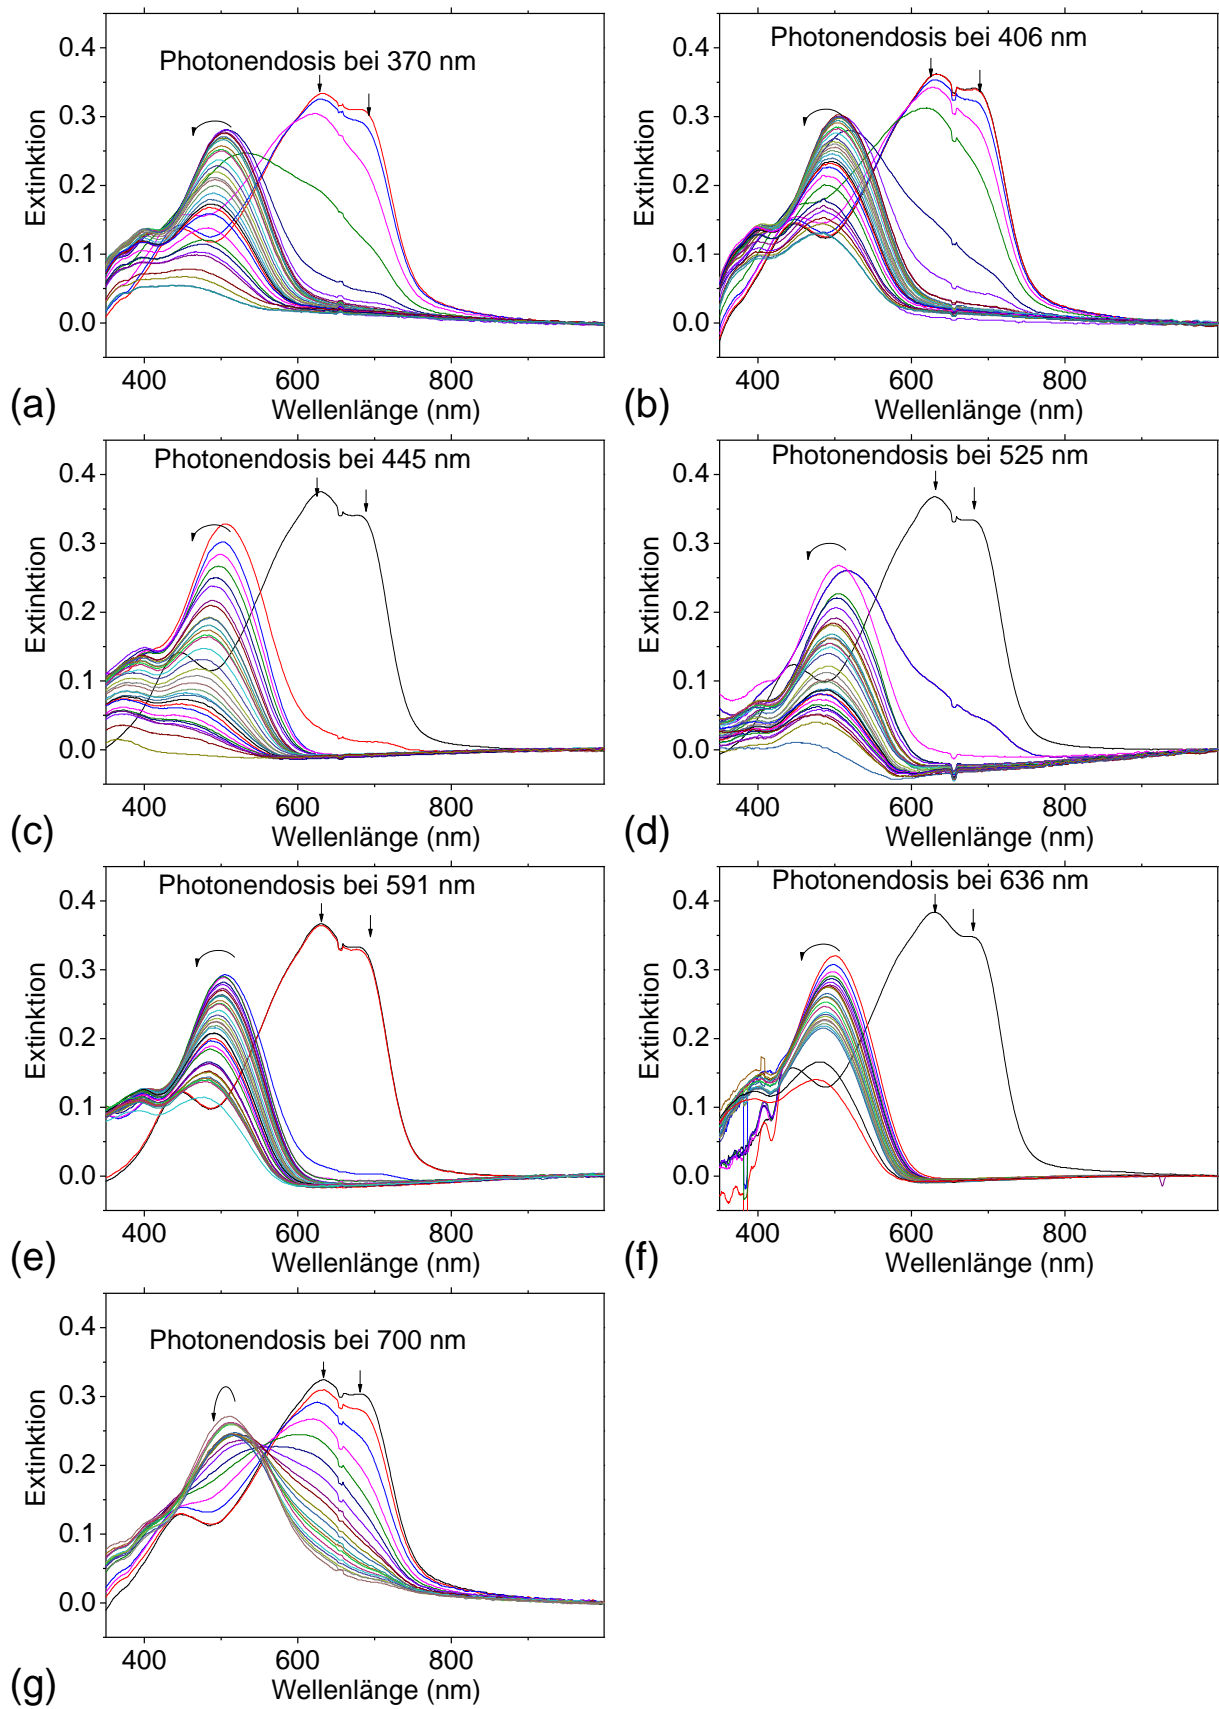 Photonendosis bei 370 nm
0.4
0.3
0.2
0.1
0.0
Extinktion
400 600 800
Wellenlänge (nm)
(a)
Photonendosis bei 406 nm
0.4
0.3
0.2
0.1
0.0
Extinktion
400 600 800
Wellenlänge (nm)
(b)
Photonendosis bei 445 nm
0.4
0.3
0.2
0.1
0.0
Extinktion
400 600 800
Wellenlänge (nm)
(c)
Photonendosis bei 525 nm
0.4
0.3
0.2
0.1
0.0
Extinktion
400 600 800
Wellenlänge (nm)
(d)
Photonendosis bei 591 nm
0.4
0.3
0.2
0.1
0.0
Extinktion
400 600 800
Wellenlänge (nm)
(e)
Photonendosis bei 636 nm
0.4
0.3
0.2
0.1
0.0
Extinktion
400 600 800
Wellenlänge (nm)
(f)
Photonendosis bei 700 nm
0.4
0.3
0.2
0.1
0.0
Extinktion
400 600 800
Wellenlänge (nm)
(g)